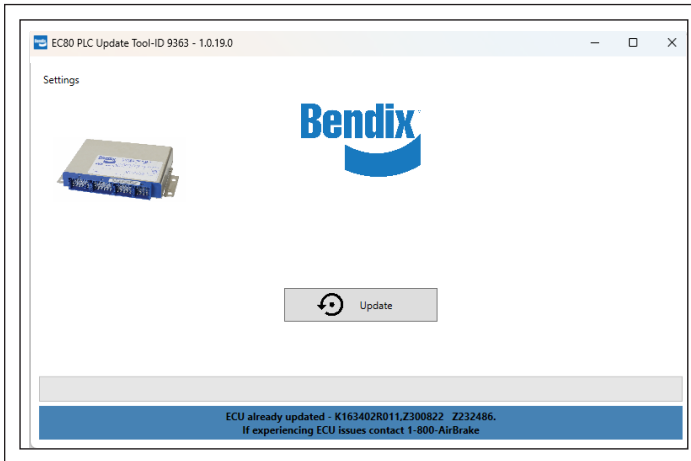 EC80 PLC Update Tool-ID 9363 - 1.0.19.0
Settings
Bendix
Update
ECU already updated - K163402R011,Z300822 Z232486.
If experiencing ECU issues contact 1-800-AirBrake